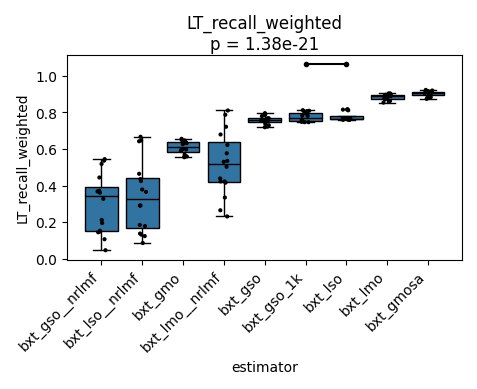 LT_recall_weighted
p = 1.38e-21
LT_recall_weighted
1.0
0.8
0.6
0.4
0.2
0.0
bxt_gso__nrlmf
bxt_lso__nrlmf
bxt_gmo
bxt_lmo__nrlmf
bxt_gso
bxt_gso_1k
bxt_lso
bxt_lmo
bxt_gmosa
estimator